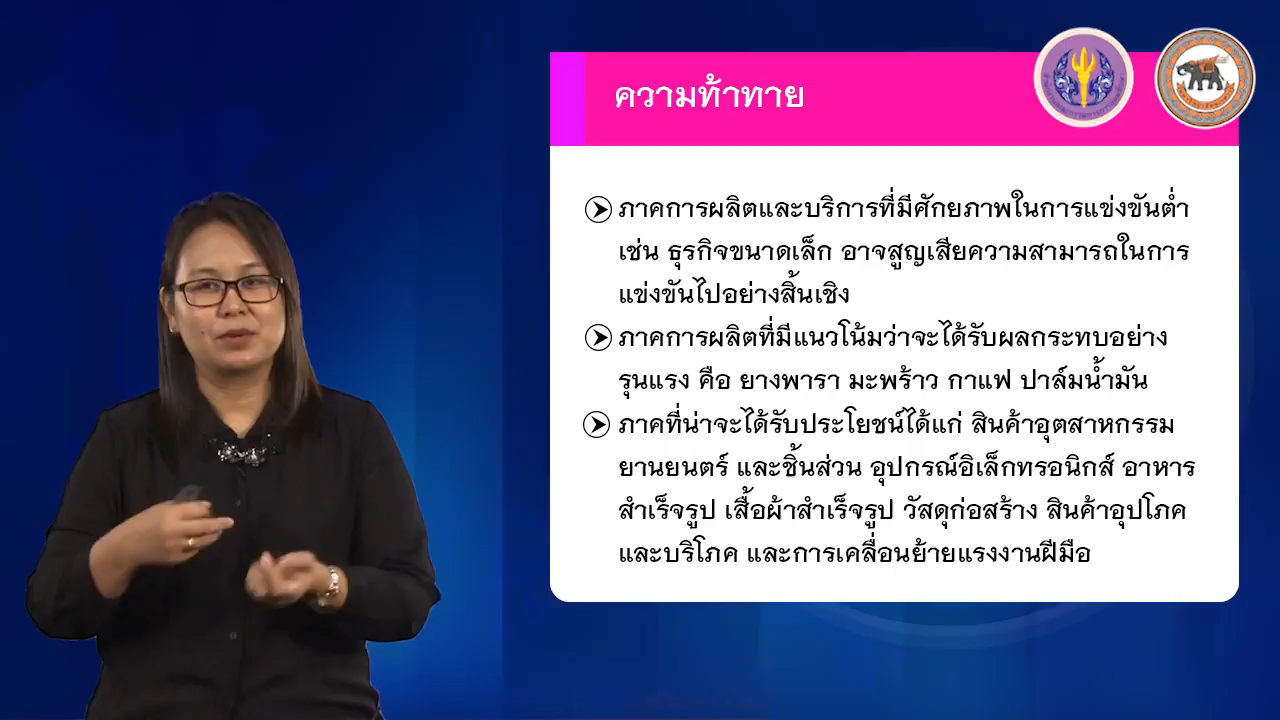 ความท้าทาย
ภาคการผลิตและบริการที่มีศักยภาพในการแข่งขันต่ำ
เช่น ธุรกิจขนาดเล็ก อาจสูญเสียความสามารถในการ
แข่งขันไปอย่างสิ้นเชิง
ภาคการผลิตที่มีแนวโน้มว่าจะได้รับผลกระทบอย่าง
รุนแรง คือ ยางพารา มะพร้าว กาแฟ ปาล์มน้ำมัน
ภาคที่น่าจะได้รับประโยชน์ได้แก่ สินค้าอุตสาหกรรม
ยานยนตร์ และชิ้นส่วน อุปกรณ์อิเล็กทรอนิกส์ อาหาร
สำเร็จรูป เสื้อผ้าสำเร็จรูป วัสดุก่อสร้าง สินค้าอุปโภค
และบริโภค และการเคลื่อนย้ายแรงงานฝีมือ